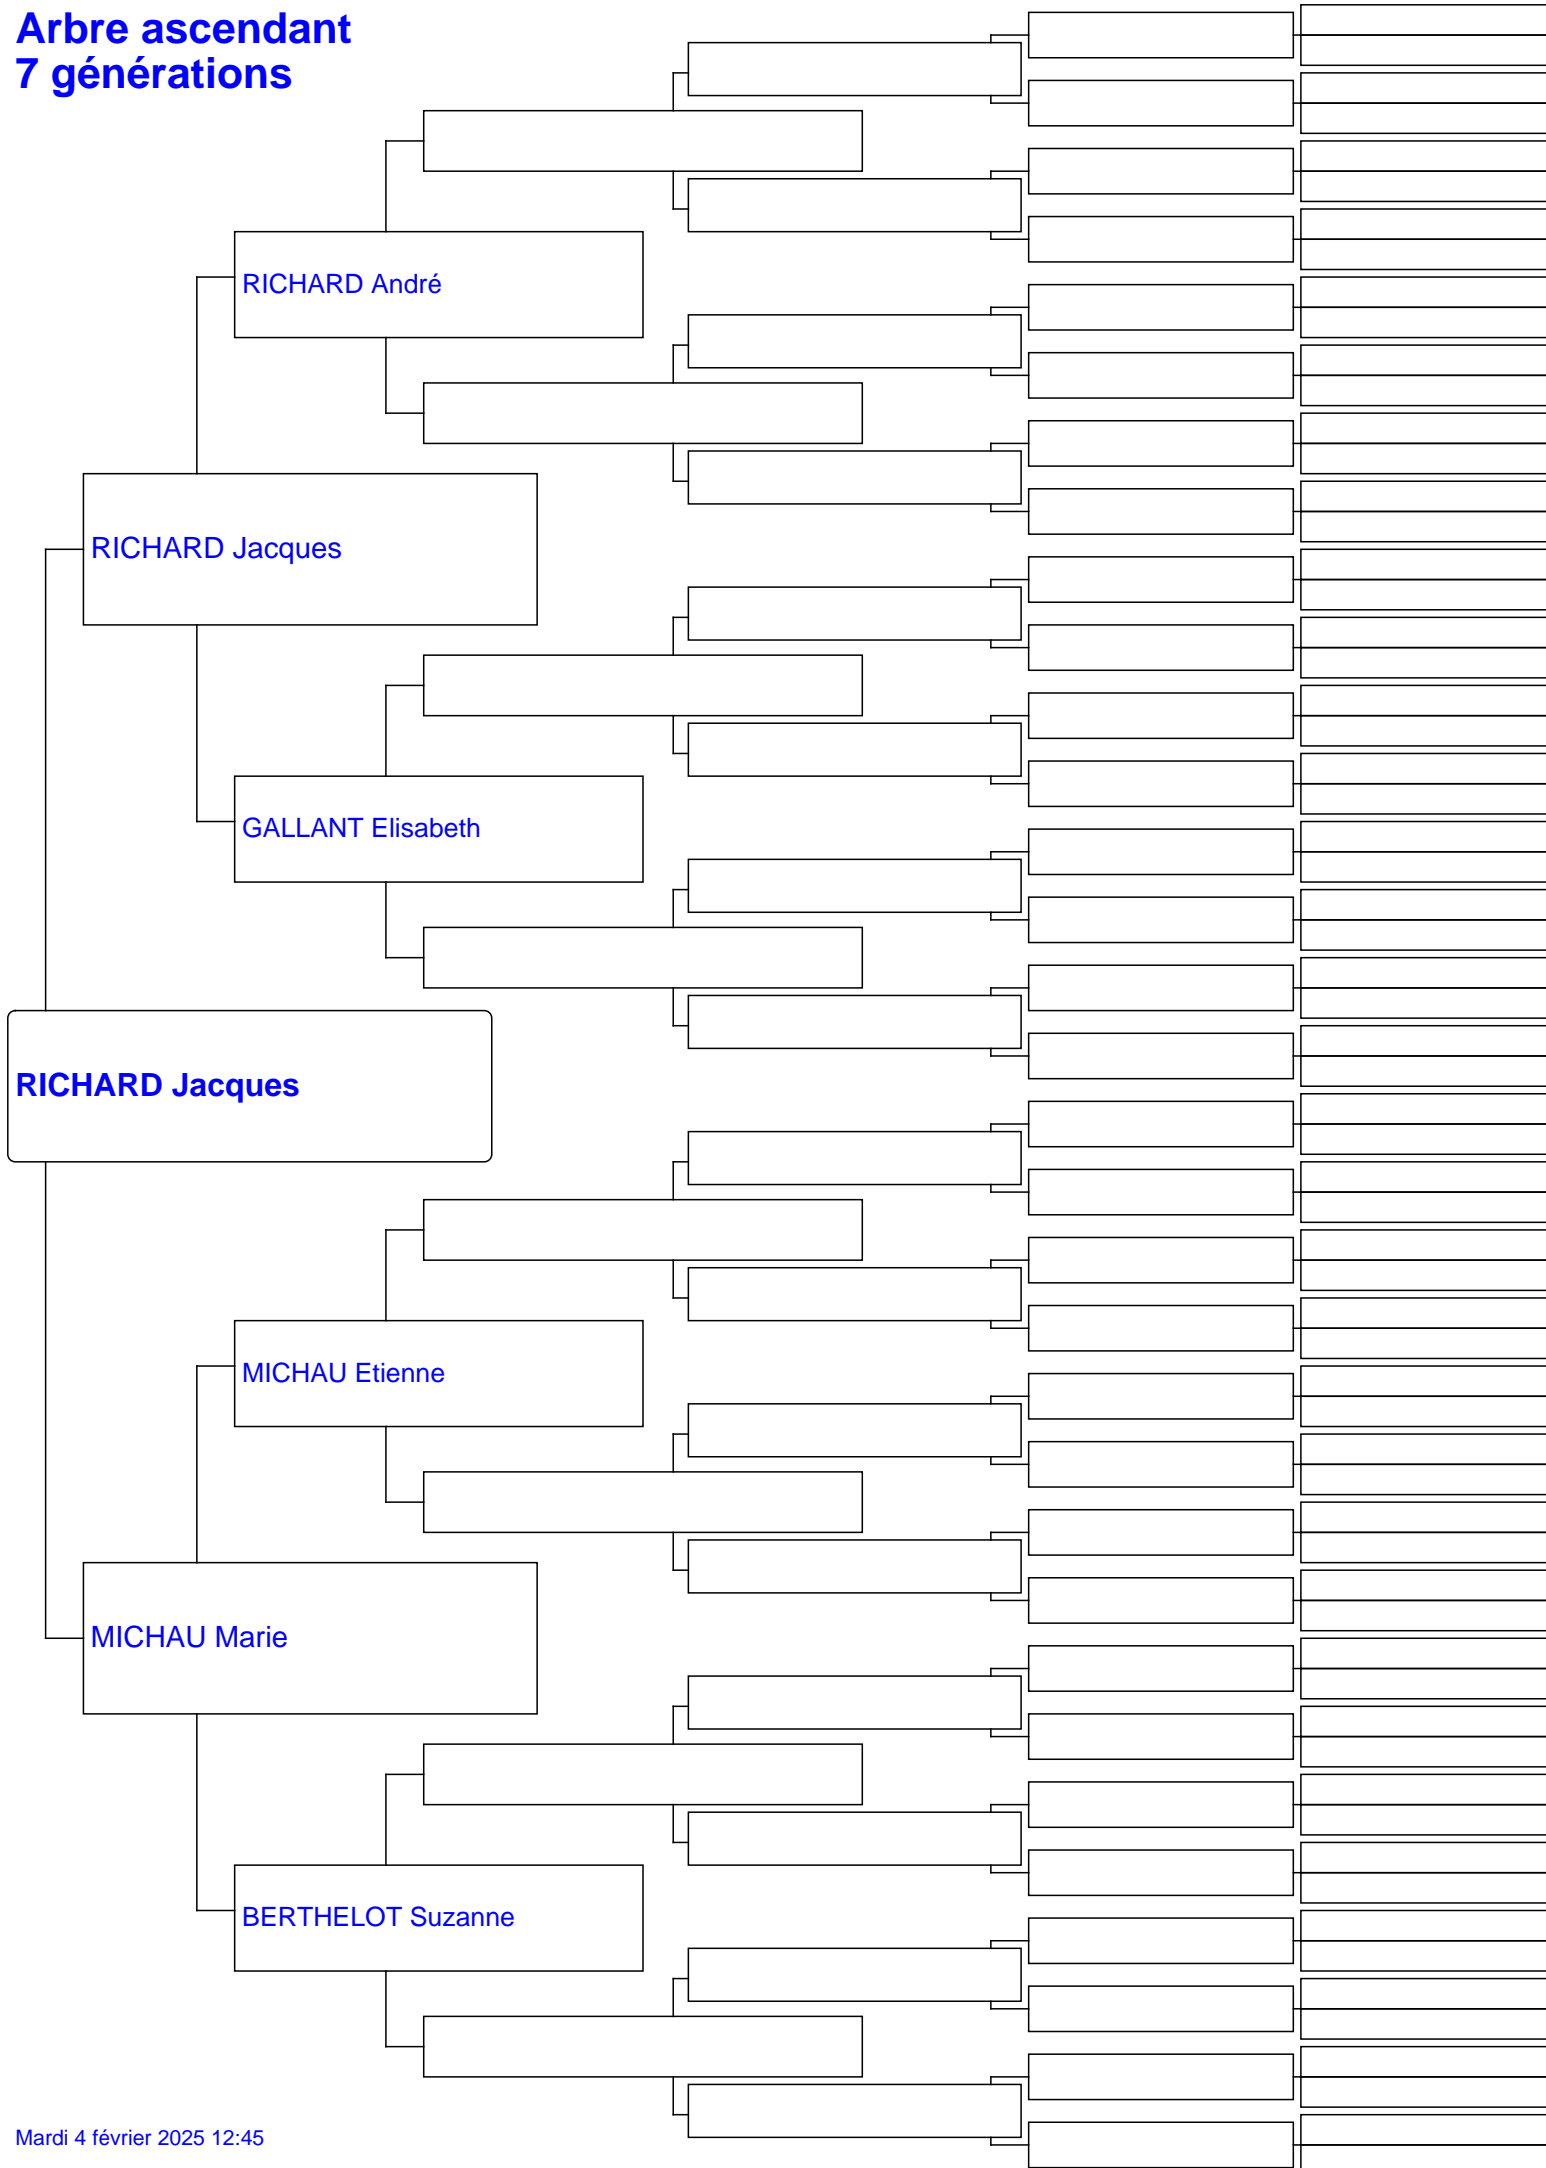 Arbre ascendant
7 générations
RICHARD André
RICHARD Jacques
GALLANT Elisabeth
RICHARD Jacques
MICHAU Etienne
MICHAU Marie
BERTHELOT Suzanne
Mardi 4 février 2025 12:45